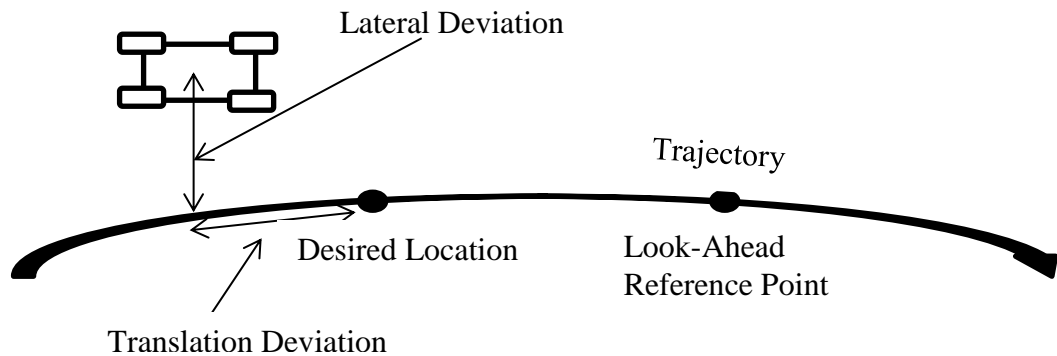 Lateral Deviation
Trajectory
Desired Location
Look-Ahead
Reference Point
Translation Deviation